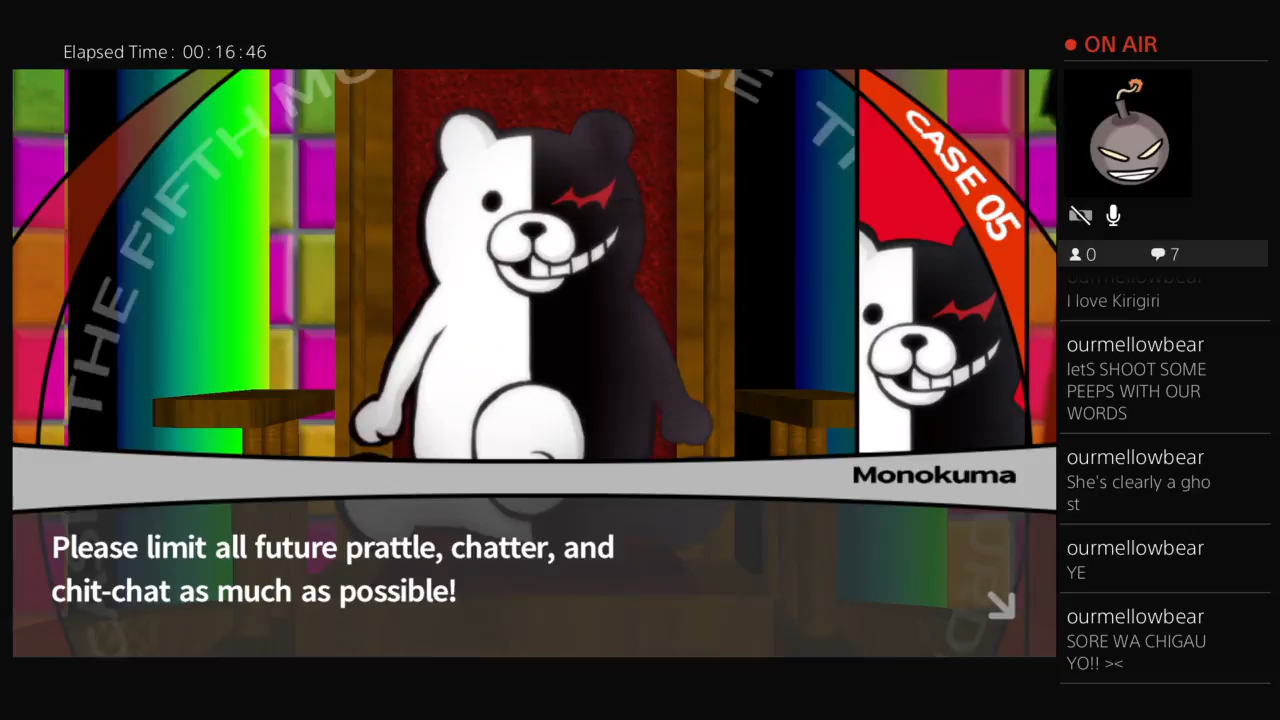 Elapsed Time: 00:16:46
ON AIR
THE FIFTH
CASE 05
0
7
ourmellowbear
I love Kirigiri
ourmellowbear
letS SHOOT SOME
PEEPS WITH OUR
WORDS
ourmellowbear
She's clearly a gho
st
ourmellowbear
YE
ourmellowbear
SORE WA CHIGAU
YO!! ><
Monokuma
Please limit all future prattle, chatter, and
chit-chat as much as possible!